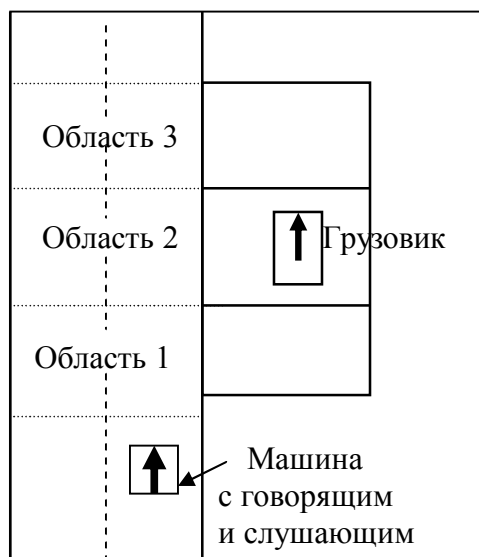 Область 3
Область 2
Грузовик
Область 1
Машина
с говорящим
и слушающим